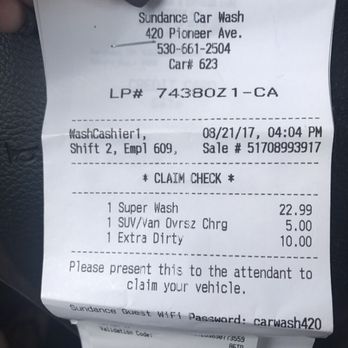 Sundance Car Wash
420 Pioneer Ave.
530-661-2504
Car# 623
LP# 74380Z1-CA
WashCashier1, 08/21/17, 04:04 PM
Shift 2, Empl 609, Sale # 51708993917
* CLAIM CHECK *
1 Super Wash 22.99
1 SUV/Van Ovrsz Chrg 5.00
1 Extra Dirty 10.00
Please present this to the attendant to
claim your vehicle.
Sundance Guest WiFi Password: carwash420
Validation Code: